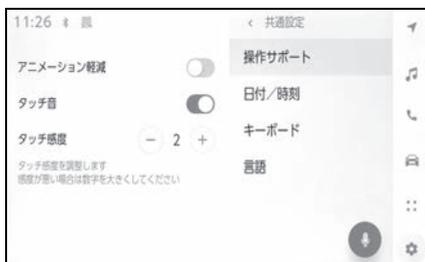 11:26
アニメーション軽減
タッチ音
タッチ感度
− 2 +
タッチ感度を調整します
感度が悪い場合は数字を大きくしてください
< 共通設定
操作サポート
日付/時刻
キーボード
言語